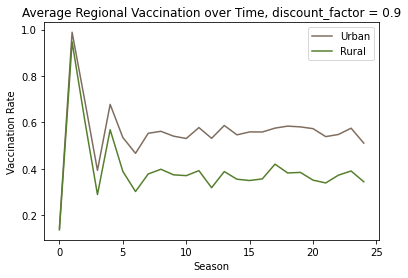 Average Regional Vaccination over Time, discount_factor = 0.9
Urban
Rural
Vaccination Rate
1.0
0.8
0.6
0.4
0.2
0
5
10
15
20
25
Season